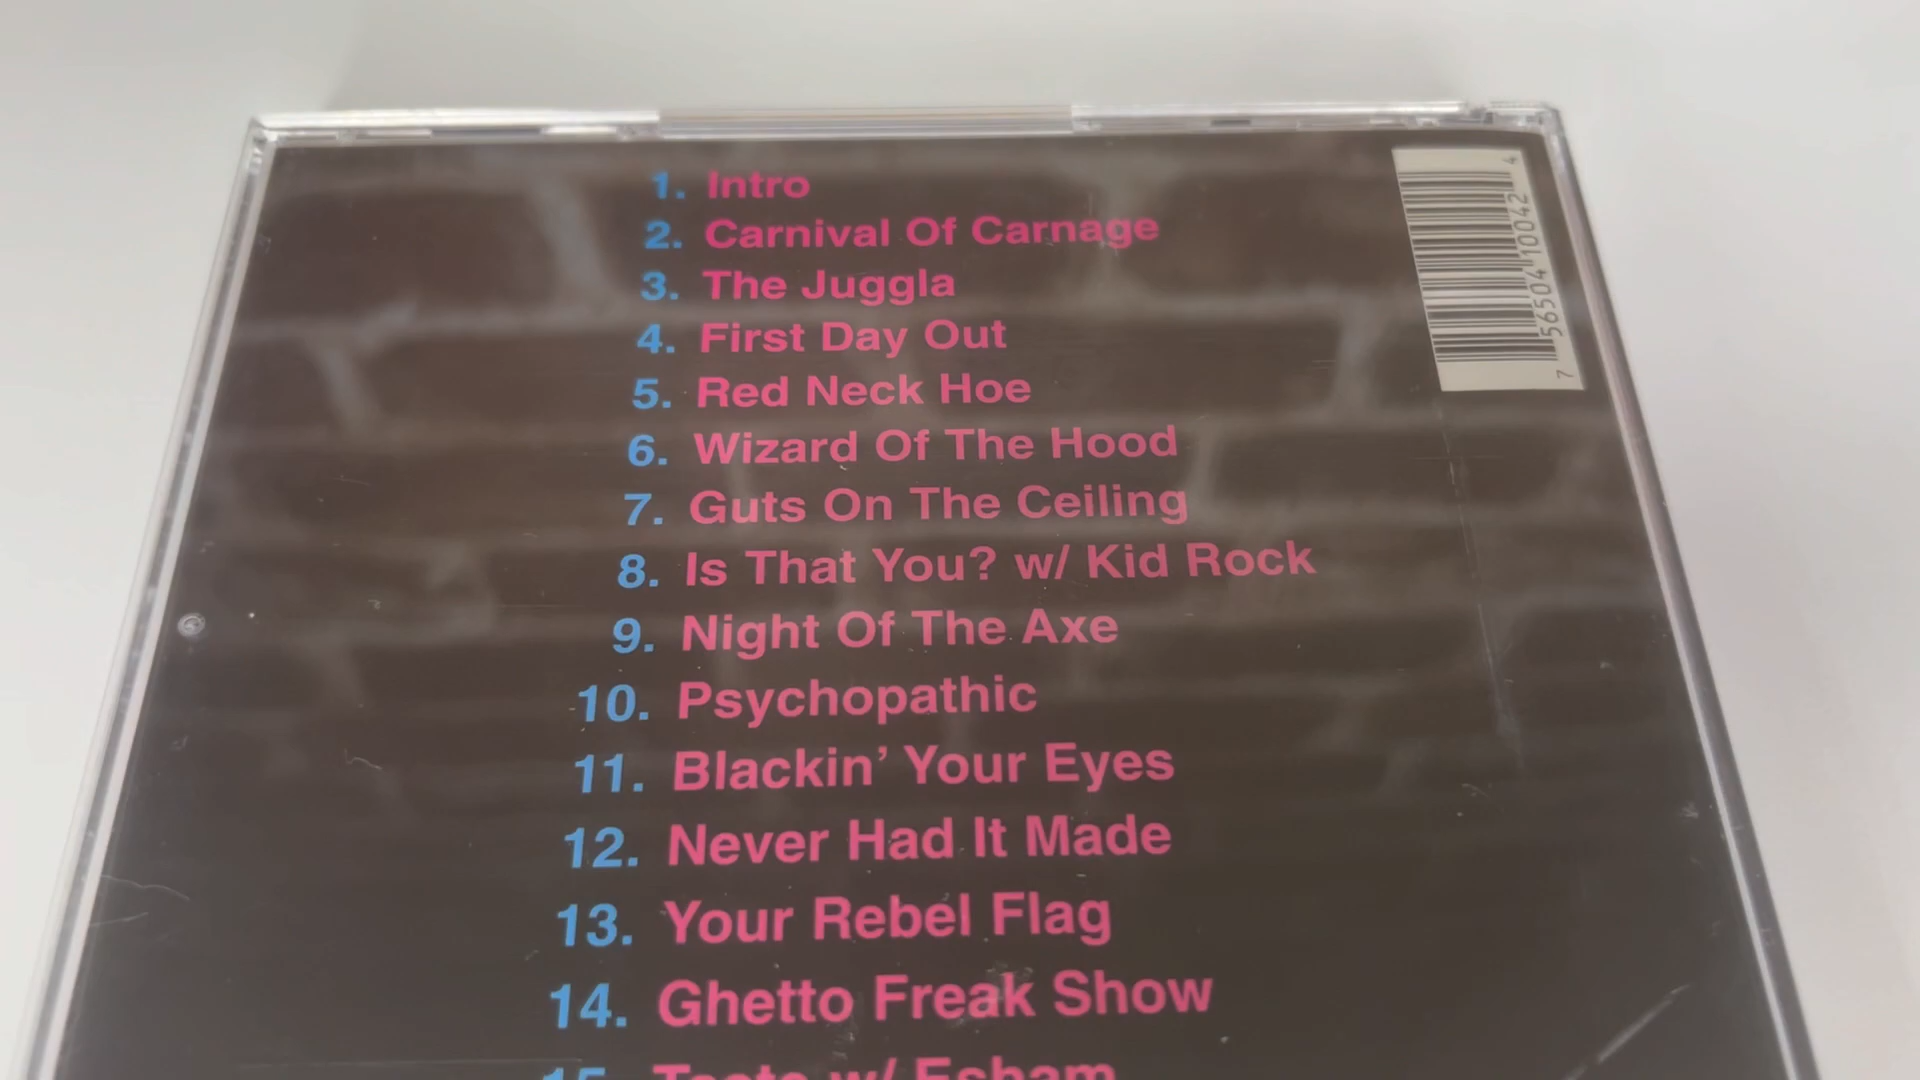 1. Intro
2. Carnival Of Carnage
3. The Juggla
4. First Day Out
5. Red Neck Hoe
6. Wizard Of The Hood
7. Guts On The Ceiling
8. Is That You? w/ Kid Rock
9. Night Of The Axe
10. Psychopathic
11. Blackin' Your Eyes
12. Never Had It Made
13. Your Rebel Flag
14. Ghetto Freak Show
15. Taste w/ Esham
7 56504 10042 4